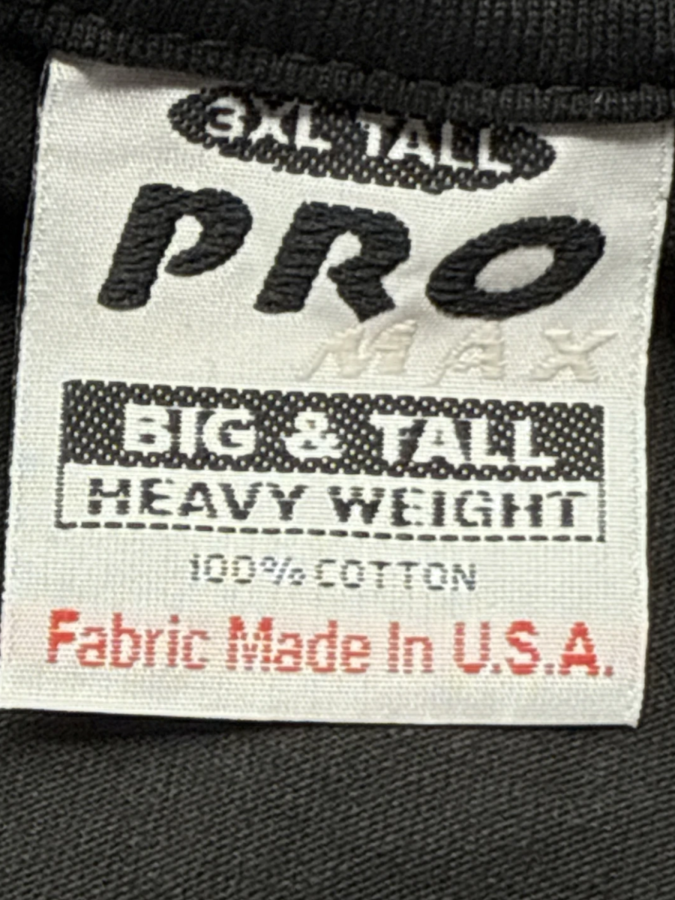 3XL TALL
PRO
MAX
BIG & TALL
HEAVY WEIGHT
100% COTTON
Fabric Made In U.S.A.